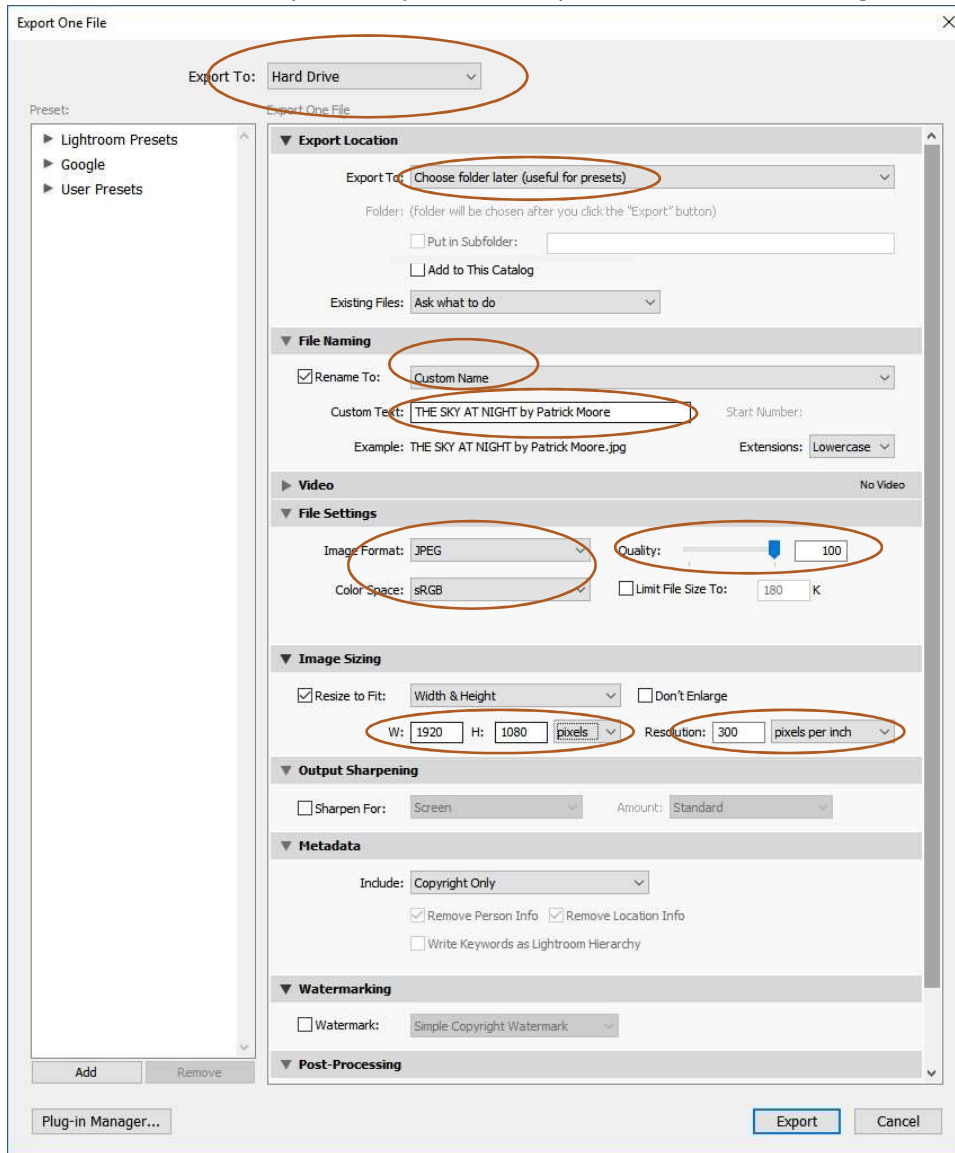 Export One File
Export To: Hard Drive
Preset:
Export One File
Lightroom Presets
Google
User Presets
Export Location
Export To: Choose folder later (useful for presets)
Folder: (folder will be chosen after you click the "Export" button)
Put in Subfolder:
Add to This Catalog
Existing Files: Ask what to do
File Naming
Rename To: Custom Name
Custom Text: THE SKY AT NIGHT by Patrick Moore Start Number:
Example: THE SKY AT NIGHT by Patrick Moore.jpg Extensions: Lowercase
Video No Video
File Settings
Image Format: JPEG Quality: 100
Color Space: sRGB Limit File Size To: 180 K
Image Sizing
Resize to Fit: Width & Height Don't Enlarge
W: 1920 H: 1080 pixels Resolution: 300 pixels per inch
Output Sharpening
Sharpen For: Screen Amount: Standard
Metadata
Include: Copyright Only
Remove Person Info Remove Location Info
Write Keywords as Lightroom Hierarchy
Watermarking
Watermark: Simple Copyright Watermark
Post-Processing
Add Remove
Plug-in Manager... Export Cancel